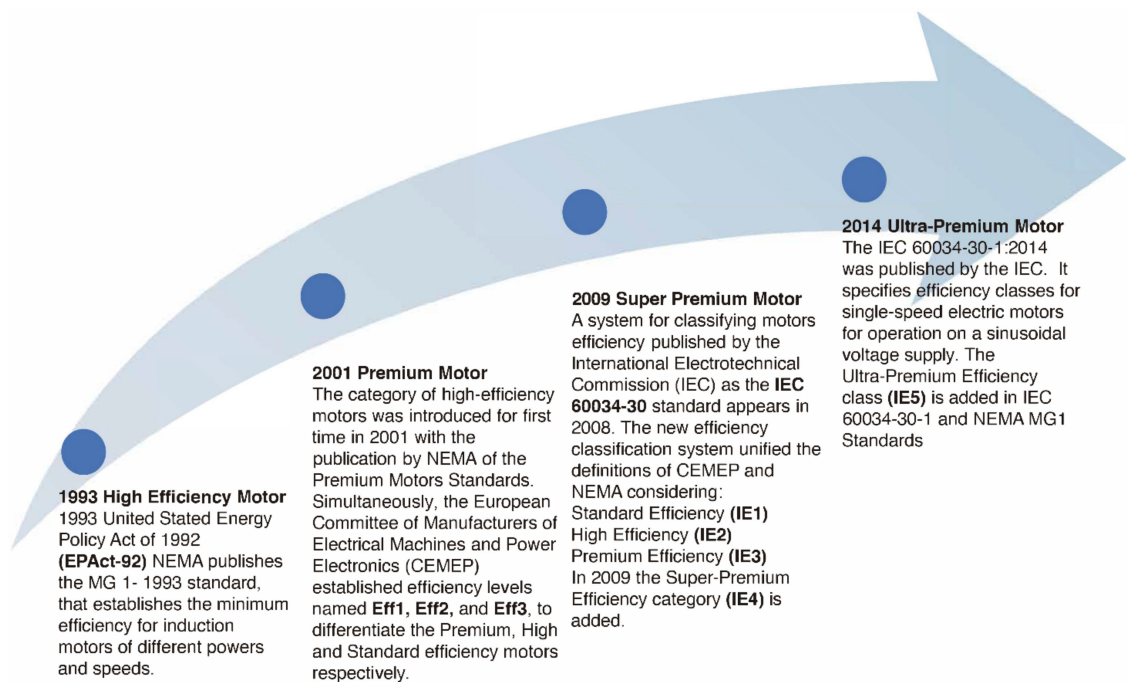 1993 High Efficiency Motor
1993 United Stated Energy
Policy Act of 1992
(EPAct-92) NEMA publishes
the MG 1- 1993 standard,
that establishes the minimum
efficiency for induction
motors of different powers
and speeds.
2001 Premium Motor
The category of high-efficiency
motors was introduced for first
time in 2001 with the
publication by NEMA of the
Premium Motors Standards.
Simultaneously, the European
Committee of Manufacturers of
Electrical Machines and Power
Electronics (CEMEP)
established efficiency levels
named Eff1, Eff2, and Eff3, to
differentiate the Premium, High
and Standard efficiency motors
respectively.
2009 Super Premium Motor
A system for classifying motors
efficiency published by the
International Electrotechnical
Commission (IEC) as the IEC
60034-30 standard appears in
2008. The new efficiency
classification system unified the
definitions of CEMEP and
NEMA considering:
Standard Efficiency (IE1)
High Efficiency (IE2)
Premium Efficiency (IE3)
In 2009 the Super-Premium
Efficiency category (IE4) is
added.
2014 Ultra-Premium Motor
The IEC 60034-30-1:2014
was published by the IEC. It
specifies efficiency classes for
single-speed electric motors
for operation on a sinusoidal
voltage supply. The
Ultra-Premium Efficiency
class (IE5) is added in IEC
60034-30-1 and NEMA MG1
Standards